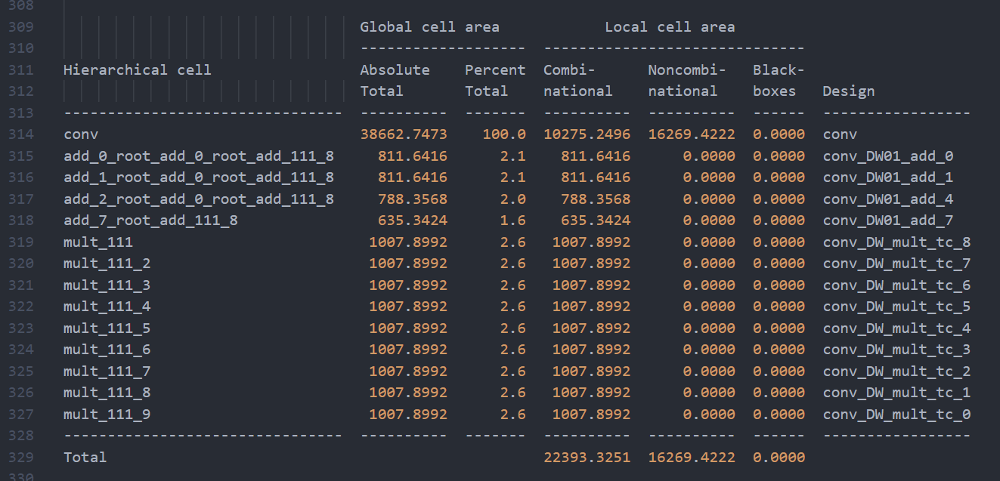 308
309 Global cell area Local cell area
310 ------------------- ------------------------------
311 Hierarchical cell Absolute Percent Combi- Noncombi- Black-
312 Total Total national national boxes Design
313 -------------------------------- ---------- ------- ---------- ---------- ------ -----------------
314 conv 38662.7473 100.0 10275.2496 16269.4222 0.0000 conv
315 add_0_root_add_0_root_add_111_8 811.6416 2.1 811.6416 0.0000 0.0000 conv_DW01_add_0
316 add_1_root_add_0_root_add_111_8 811.6416 2.1 811.6416 0.0000 0.0000 conv_DW01_add_1
317 add_2_root_add_0_root_add_111_8 788.3568 2.0 788.3568 0.0000 0.0000 conv_DW01_add_4
318 add_7_root_add_111_8 635.3424 1.6 635.3424 0.0000 0.0000 conv_DW01_add_7
319 mult_111 1007.8992 2.6 1007.8992 0.0000 0.0000 conv_DW_mult_tc_8
320 mult_111_2 1007.8992 2.6 1007.8992 0.0000 0.0000 conv_DW_mult_tc_7
321 mult_111_3 1007.8992 2.6 1007.8992 0.0000 0.0000 conv_DW_mult_tc_6
322 mult_111_4 1007.8992 2.6 1007.8992 0.0000 0.0000 conv_DW_mult_tc_5
323 mult_111_5 1007.8992 2.6 1007.8992 0.0000 0.0000 conv_DW_mult_tc_4
324 mult_111_6 1007.8992 2.6 1007.8992 0.0000 0.0000 conv_DW_mult_tc_3
325 mult_111_7 1007.8992 2.6 1007.8992 0.0000 0.0000 conv_DW_mult_tc_2
326 mult_111_8 1007.8992 2.6 1007.8992 0.0000 0.0000 conv_DW_mult_tc_1
327 mult_111_9 1007.8992 2.6 1007.8992 0.0000 0.0000 conv_DW_mult_tc_0
328 -------------------------------- ---------- ------- ---------- ---------- ------ -----------------
329 Total 22393.3251 16269.4222 0.0000
330